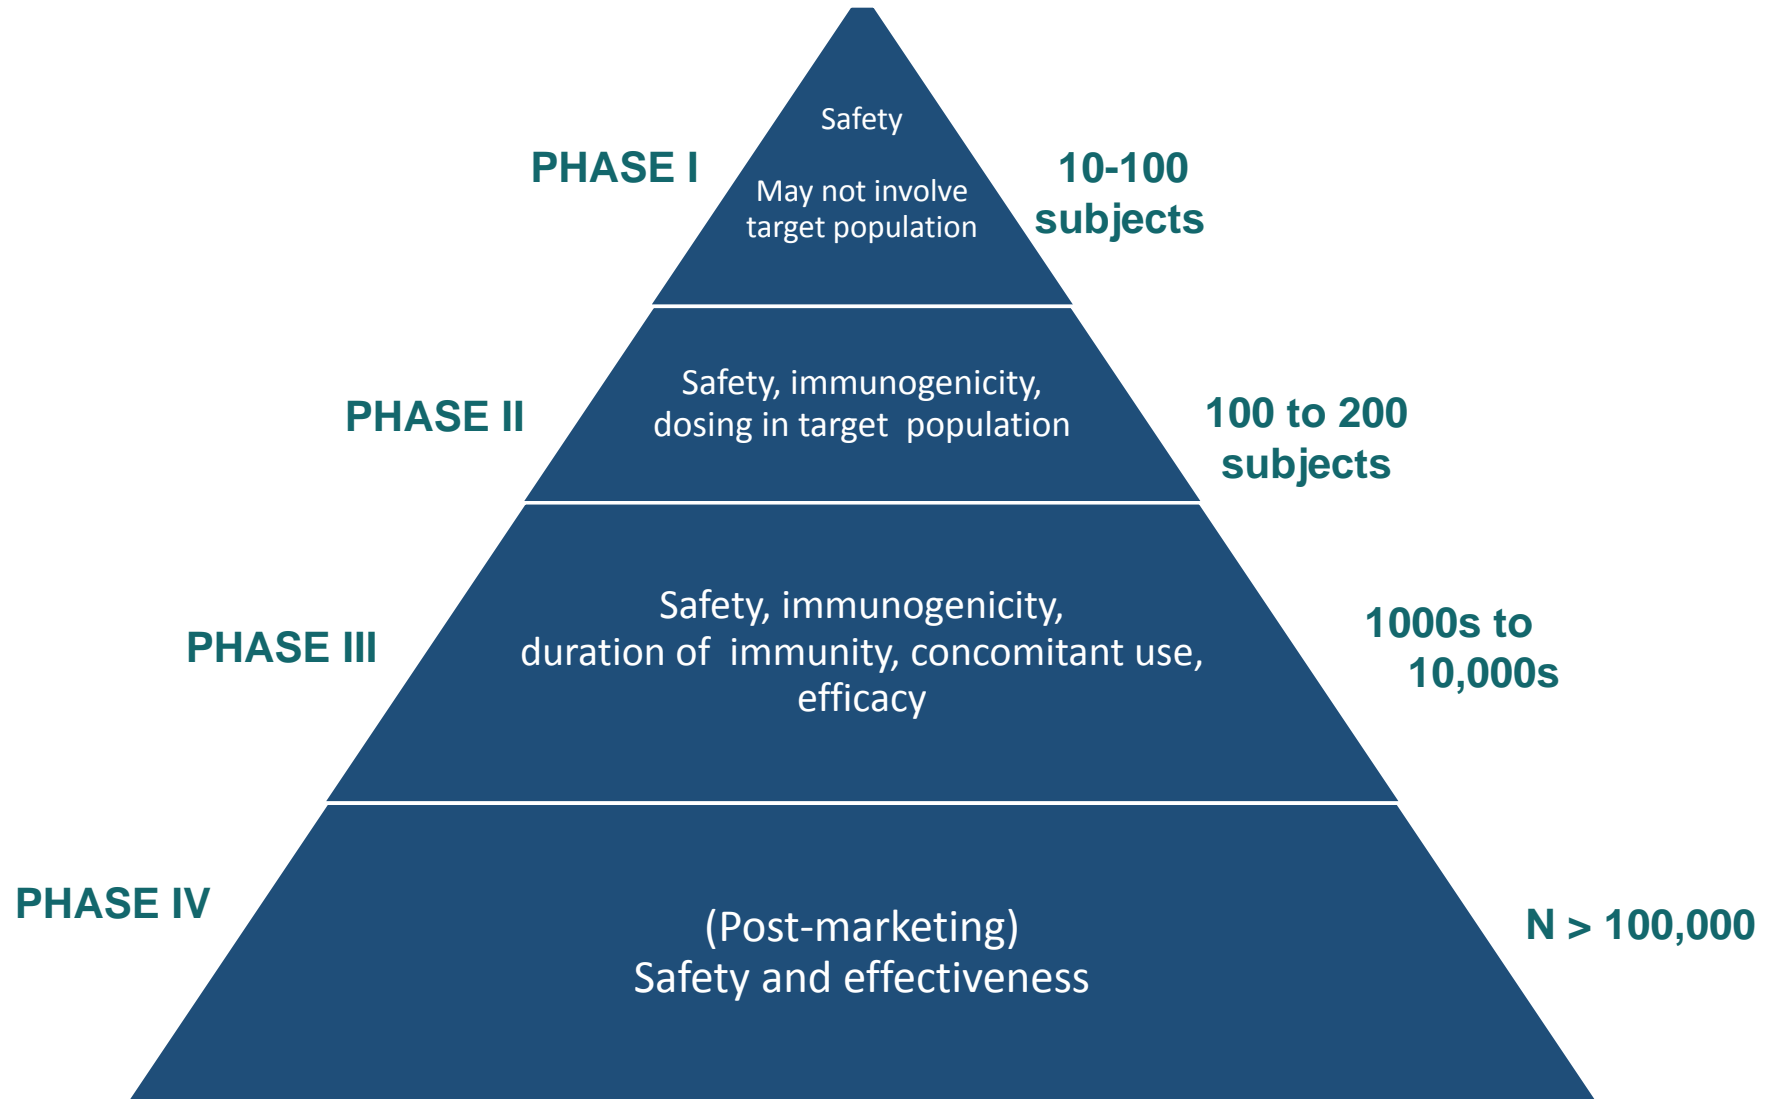 Safety
PHASE I
May not involve
target population
10-100
subjects
PHASE II
Safety, immunogenicity,
dosing in target  population
100 to 200
subjects
PHASE III
Safety, immunogenicity,
duration of  immunity, concomitant use,
efficacy
1000s to
10,000s
PHASE IV
(Post-marketing)
Safety and effectiveness
N > 100,000